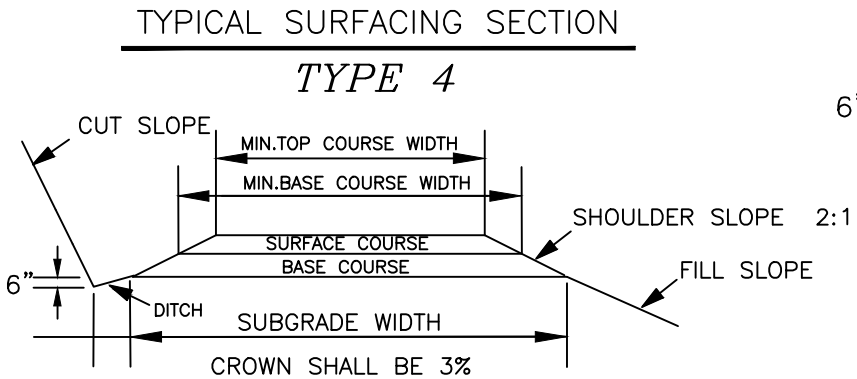 TYPICAL SURFACING SECTION
TYPE 4
6"
CUT SLOPE
MIN.TOP COURSE WIDTH
MIN.BASE COURSE WIDTH
SHOULDER SLOPE 2:1
SURFACE COURSE
BASE COURSE
FILL SLOPE
6"
DITCH
SUBGRADE WIDTH
CROWN SHALL BE 3%